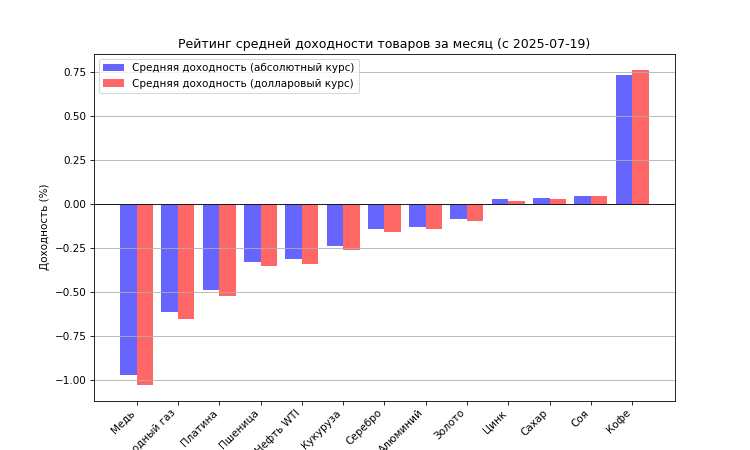 Рейтинг средней доходности товаров за месяц (с 2025-07-19)
Средняя доходность (абсолютный курс)
Средняя доходность (долларовый курс)
Доходность (%)
0.75
0.50
0.25
0.00
−0.25
−0.50
−0.75
−1.00
Медь
газ
Платина
Пшеница
Нефть WTI
Кукуруза
Серебро
Алюминий
Золото
Цинк
Сахар
Соя
Кофе